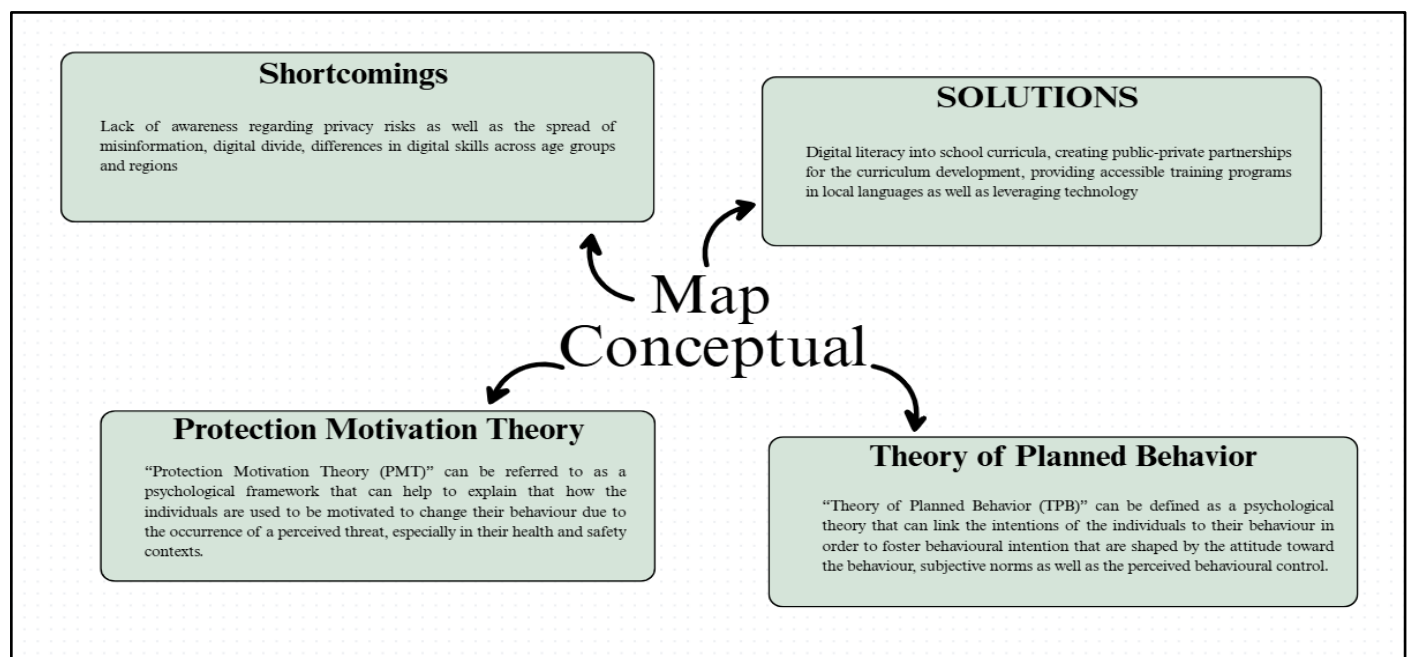 Shortcomings
Lack of awareness regarding privacy risks as well as the spread of
misinformation, digital divide, differences in digital skills across age groups
and regions
SOLUTIONS
Digital literacy into school curricula, creating public-private partnerships
for the curriculum development, providing accessible training programs
in local languages as well as leveraging technology
Map
Conceptual
Protection Motivation Theory
“Protection Motivation Theory (PMT)” can be referred to as a
psychological framework that can help to explain that how the
individuals are used to be motivated to change their behaviour due to
the occurrence of a perceived threat, especially in their health and safety
contexts.
Theory of Planned Behavior
“Theory of Planned Behavior (TPB)” can be defined as a psychological
theory that can link the intentions of the individuals to their behaviour in
order to foster behavioural intention that are shaped by the attitude toward
the behaviour, subjective norms as well as the perceived behavioural control.